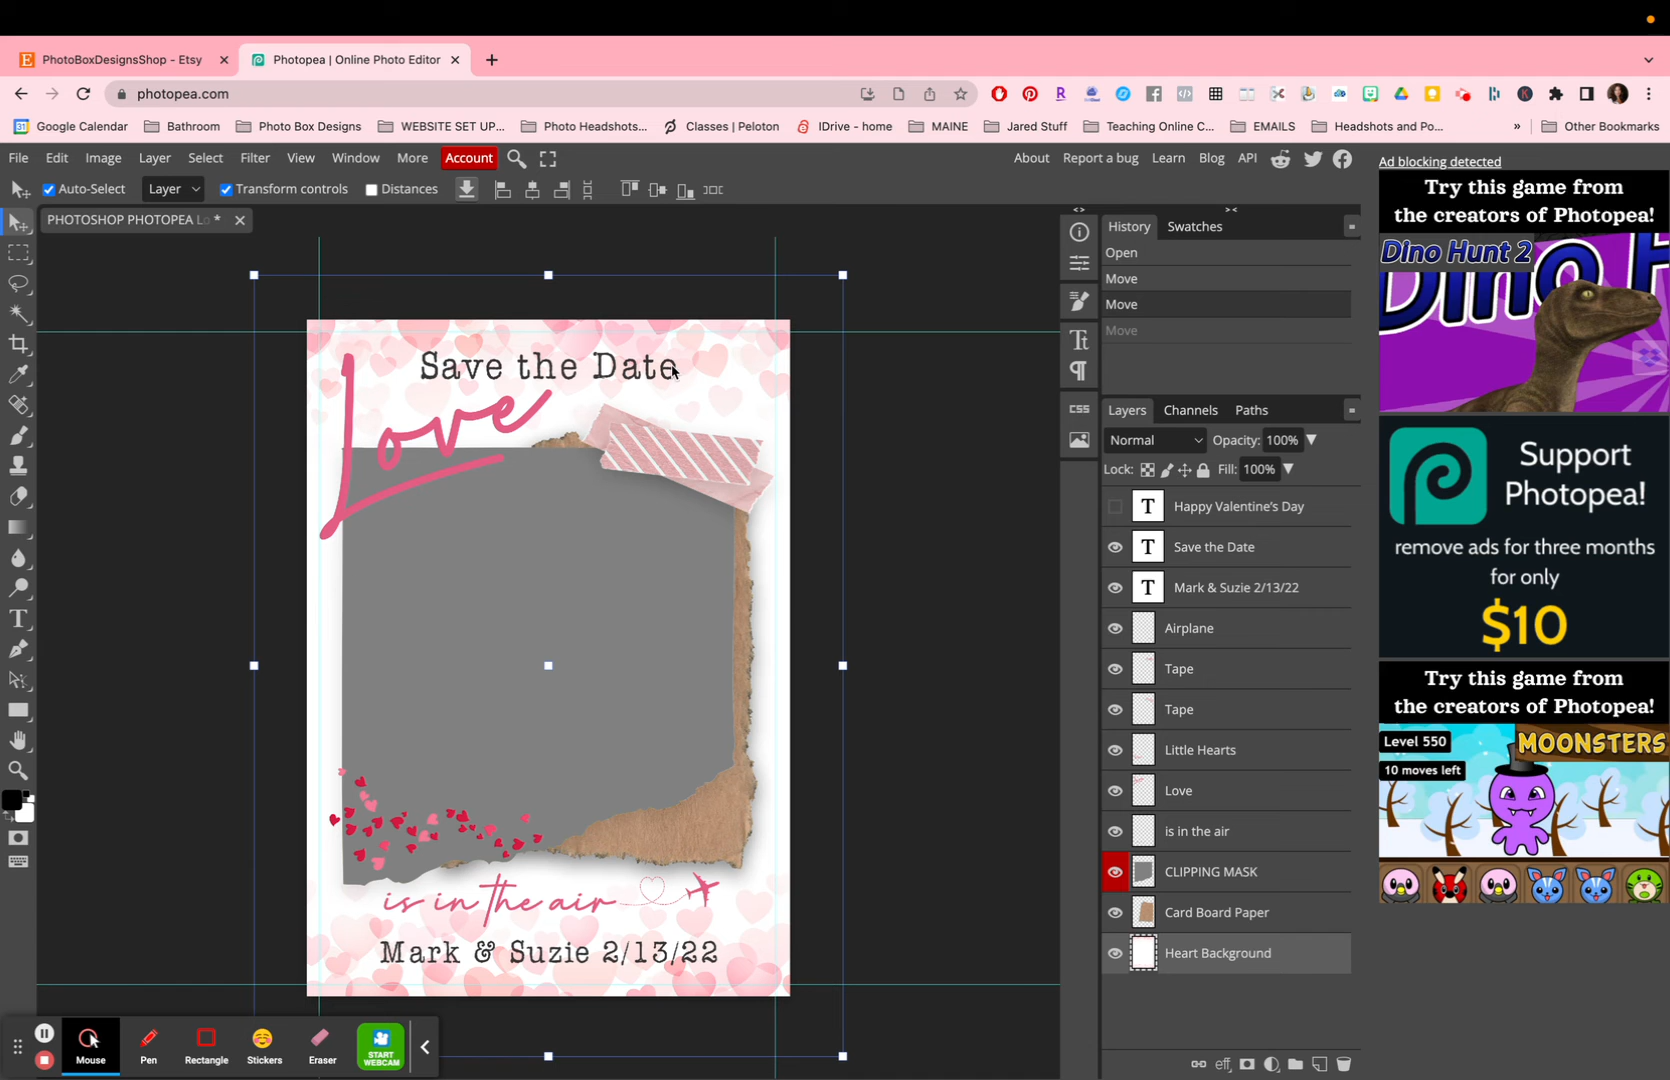 PhotoBoxDesignsShop - Etsy
Photopea | Online Photo Editor
photopea.com
Google Calendar
Bathroom
Photo Box Designs
WEBSITE SET UP...
Photo Headshots...
Classes | Peloton
IDrive - home
MAINE
Jared Stuff
Teaching Online C...
EMAILS
Headshots and Po...
»
Other Bookmarks
File Edit Image Layer Select Filter View Window More Account
About Report a bug Learn Blog API
Ad blocking detected
Auto-Select Layer Transform controls Distances
PHOTOSHOP PHOTOPEA Lo *
Save the Date
Love
is in the air
Mark & Suzie 2/13/22
History Swatches
Open
Move
Move
Move
Layers Channels Paths
Normal Opacity: 100%
Lock: Fill: 100%
T Happy Valentine's Day
T Save the Date
T Mark & Suzie 2/13/22
Airplane
Tape
Tape
Little Hearts
Love
is in the air
CLIPPING MASK
Card Board Paper
Heart Background
CSS
eff
Try this game from
the creators of Photopea!
Dino Hunt 2
Support
Photopea!
remove ads for three months
for only
$10
Try this game from
the creators of Photopea!
Level 550
MOONSTERS
10 moves left
Mouse
Pen
Rectangle
Stickers
Eraser
START
WEBCAM